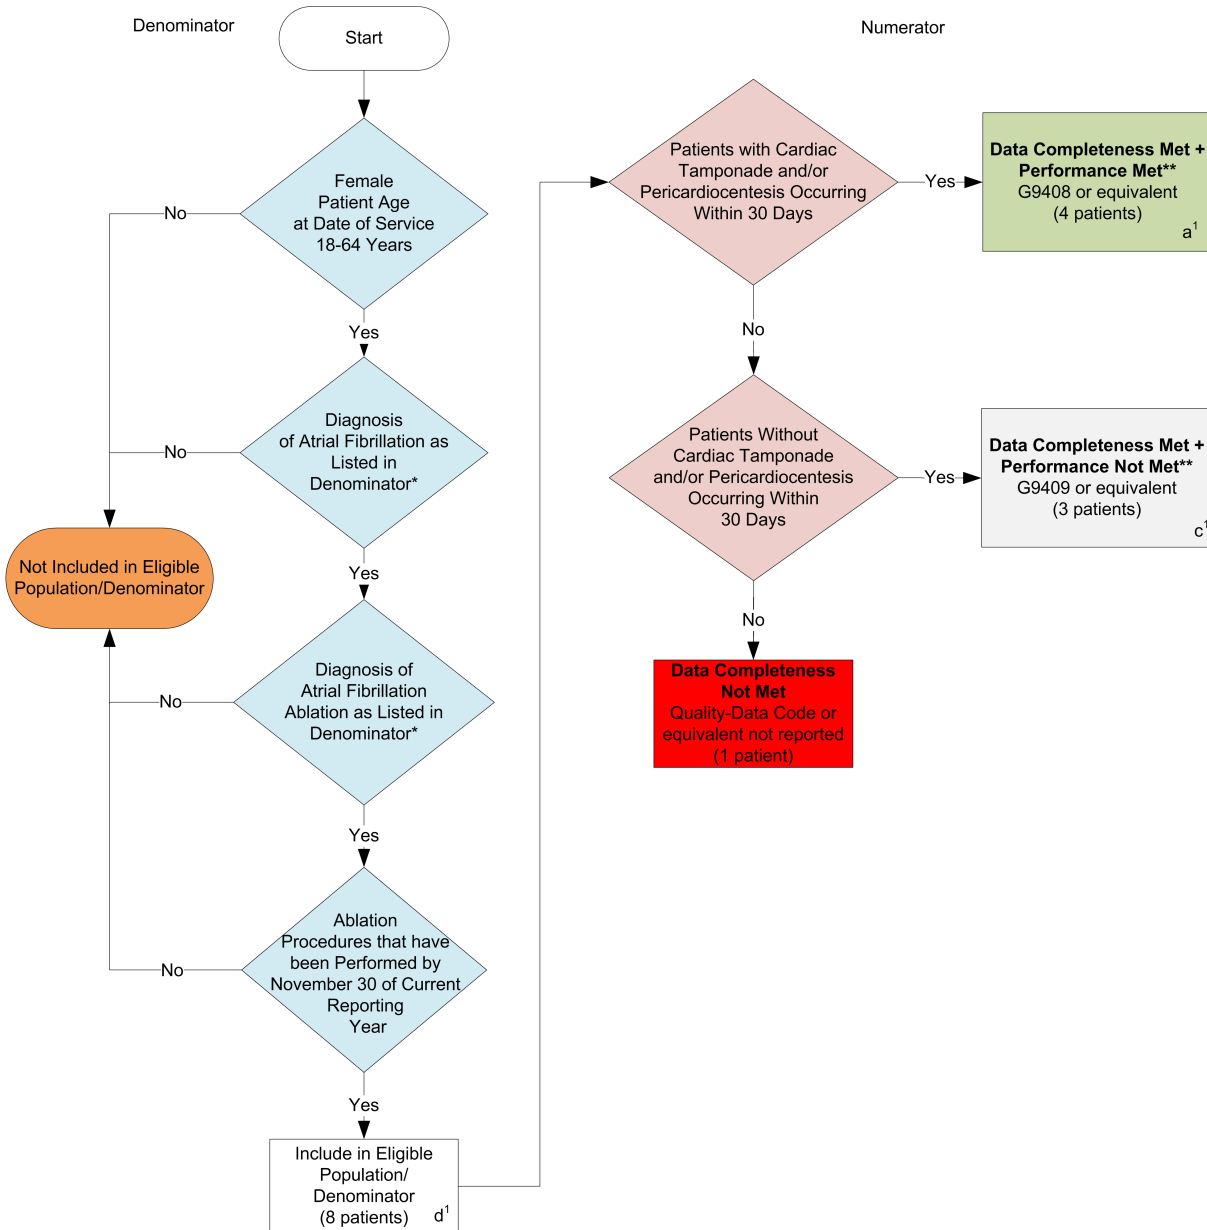 Denominator
Start
Numerator
Female
Patient Age
at Date of Service
18-64 Years
No
Yes
Diagnosis
of Atrial Fibrillation as
Listed in
Denominator*
No
Yes
Not Included in Eligible
Population/Denominator
Diagnosis of
Atrial Fibrillation
Ablation as Listed in
Denominator*
No
Yes
Ablation
Procedures that have
been Performed by
November 30 of Current
Reporting
Year
No
Yes
Include in Eligible
Population/
Denominator
(8 patients)
d¹
Patients with Cardiac
Tamponade and/or
Pericardiocentesis Occurring
Within 30 Days
Yes
Data Completeness Met +
Performance Met**
G9408 or equivalent
(4 patients)
a¹
No
Patients Without
Cardiac Tamponade
and/or Pericardiocentesis
Occurring Within
30 Days
Yes
Data Completeness Met +
Performance Not Met**
G9409 or equivalent
(3 patients)
c¹
No
Data Completeness
Not Met
Quality-Data Code or
equivalent not reported
(1 patient)